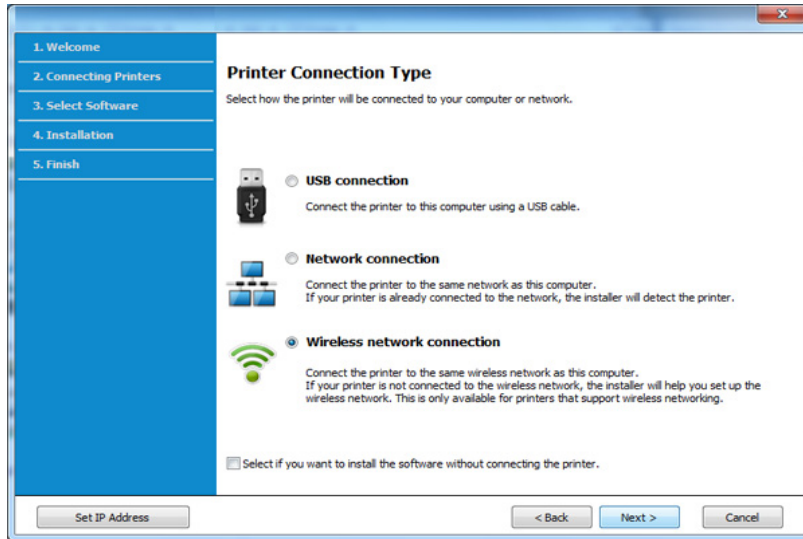 1. Welcome
2. Connecting Printers
3. Select Software
4. Installation
5. Finish
Printer Connection Type
Select how the printer will be connected to your computer or network.
USB connection
Connect the printer to this computer using a USB cable.
Network connection
Connect the printer to the same network as this computer.
If your printer is already connected to the network, the installer will detect the printer.
Wireless network connection
Connect the printer to the same wireless network as this computer.
If your printer is not connected to the wireless network, the installer will help you set up the
wireless network. This is only available for printers that support wireless networking.
Select if you want to install the software without connecting the printer.
Set IP Address
< Back
Next >
Cancel